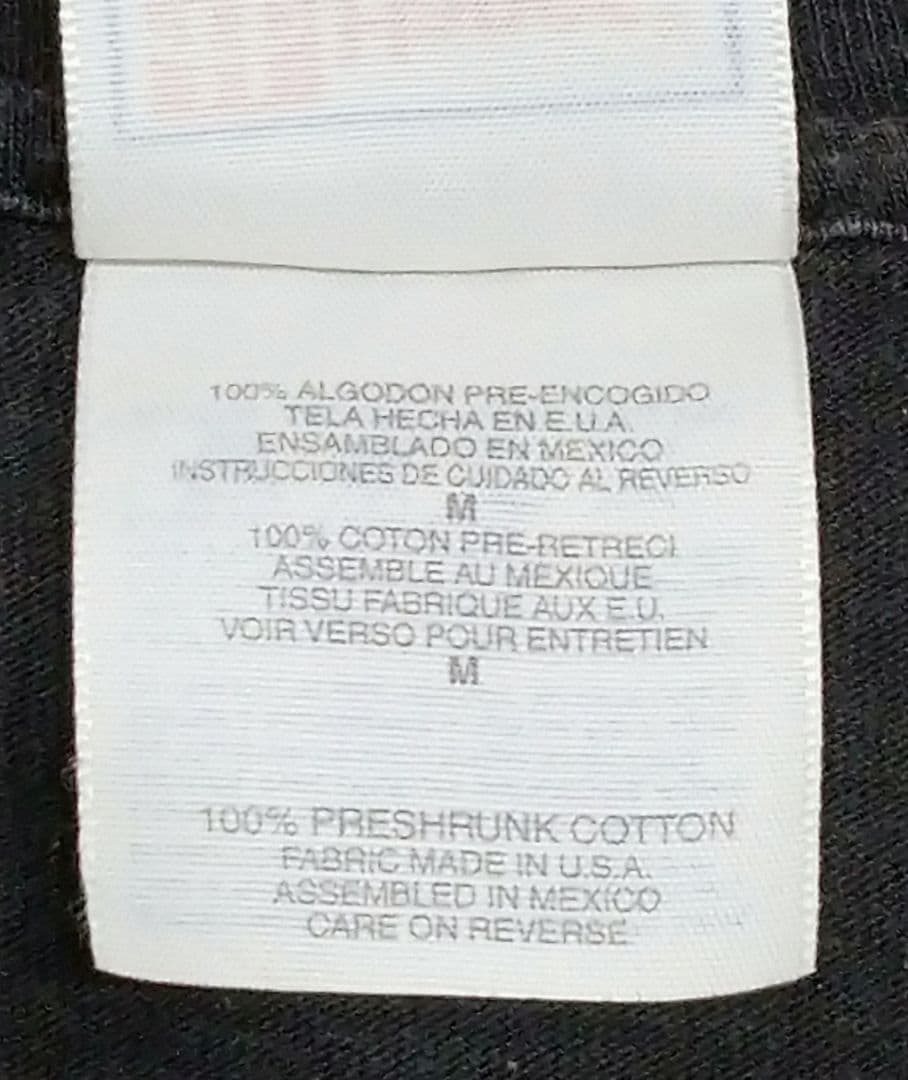 100% ALGODON PRE-ENCOGIDO
TELA HECHA EN E.U.A.
ENSAMBLADO EN MEXICO
INSTRUCCIONES DE CUIDADO AL REVERSO
M
100% COTON PRE-RETRECI
ASSEMBLE AU MEXIQUE
TISSU FABRIQUE AUX E.U.
VOIR VERSO POUR ENTRETIEN
M
100% PRESHRUNK COTTON
FABRIC MADE IN U.S.A.
ASSEMBLED IN MEXICO
CARE ON REVERSE